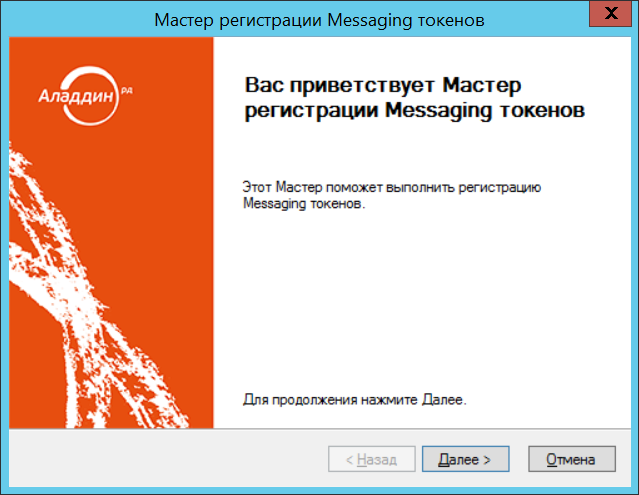 Мастер регистрации Messaging токенов
X
Аладдин РД
Вас приветствует Мастер
регистрации Messaging токенов
Этот Мастер поможет выполнить регистрацию
Messaging токенов.
Для продолжения нажмите Далее.
< Назад
Далее >
Отмена